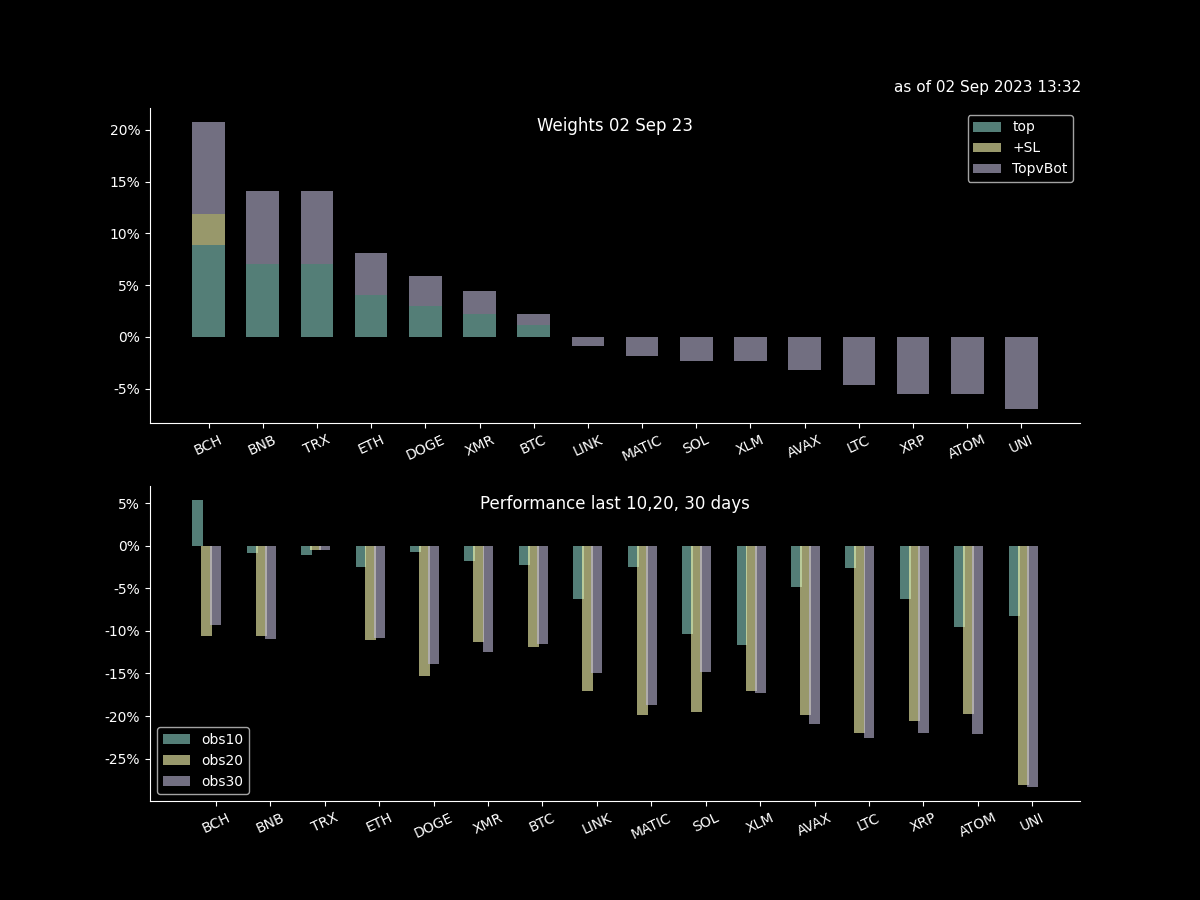 as of 02 Sep 2023 13:32
Weights 02 Sep 23
top
+SL
TopvBot
20%
15%
10%
5%
0%
-5%
BCH BNB TRX ETH DOGE XMR BTC LINK MATIC SOL XLM AVAX LTC XRP ATOM UNI
Performance last 10,20, 30 days
5%
0%
-5%
-10%
-15%
-20%
-25%
obs10
obs20
obs30
BCH BNB TRX ETH DOGE XMR BTC LINK MATIC SOL XLM AVAX LTC XRP ATOM UNI